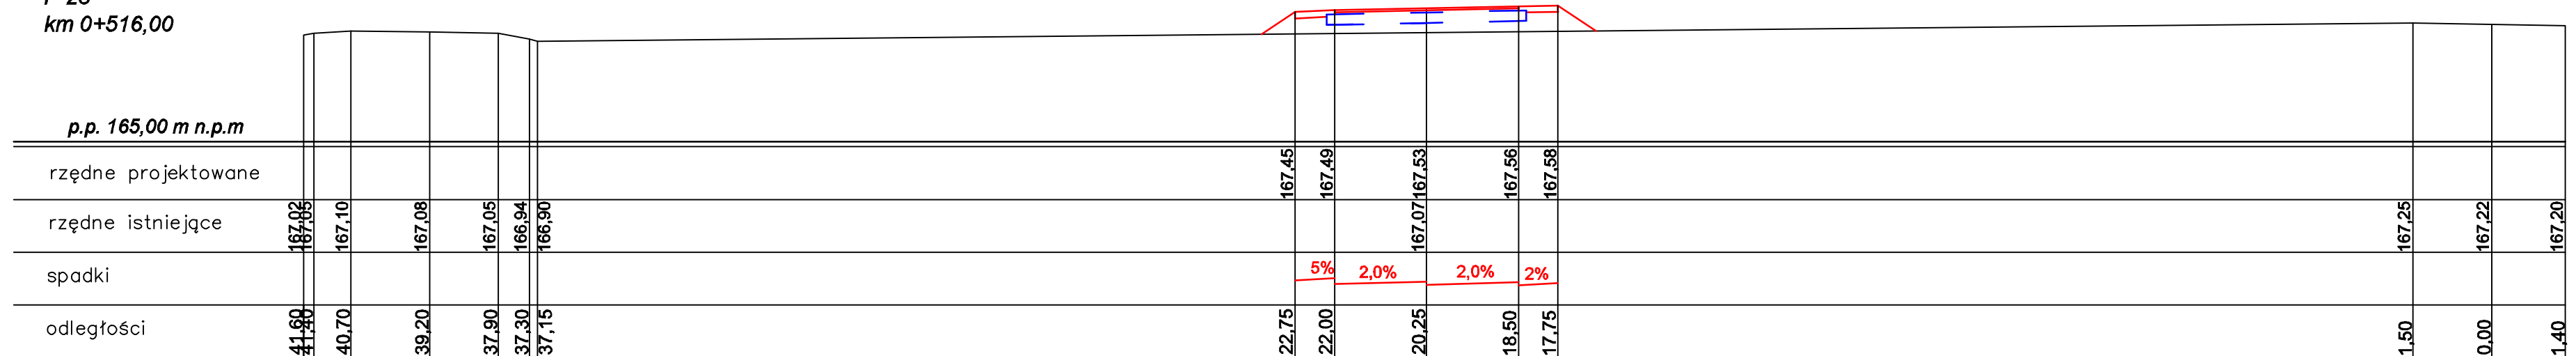 km 0+516,00
p.p. 165,00 m n.p.m
rzędne projektowane
167,45 167,49 167,53 167,56 167,58
rzędne istniejące
167,02 167,05 167,10 167,08 167,05 166,94 166,90 167,07 167,25 167,22 167,20
spadki
5% 2,0% 2,0% 2%
odległości
41,60 41,40 40,70 39,20 37,90 37,30 37,15 22,75 22,00 20,25 18,50 17,75 1,50 0,00 1,40